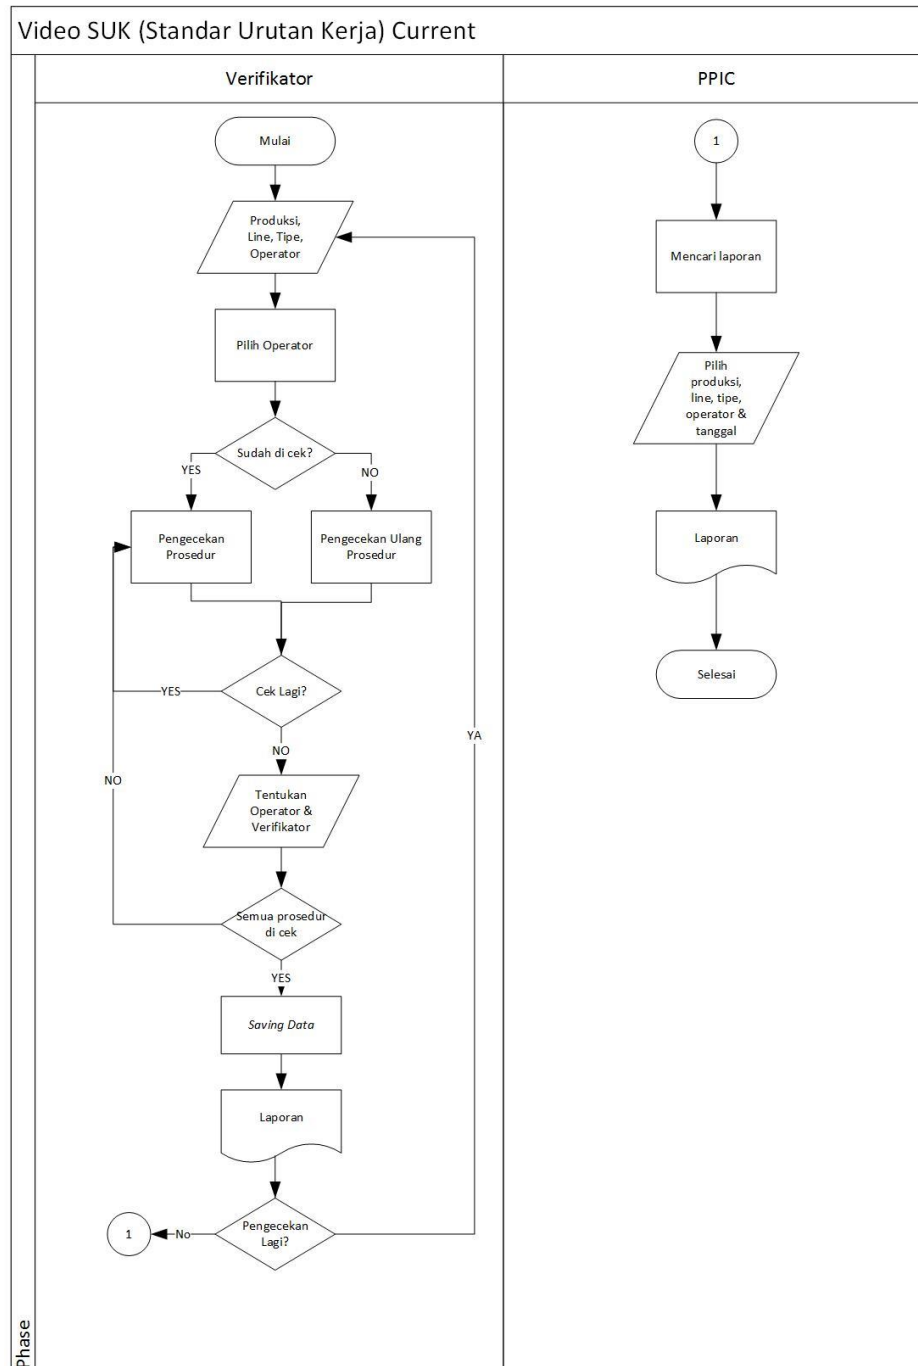 Video SUK (Standar Urutan Kerja) Current
Verifikator
PPIC
Mulai
Produksi,
Line, Tipe,
Operator
Pilih Operator
Sudah di cek?
YES
NO
Pengecekan
Prosedur
Pengecekan Ulang
Prosedur
Cek Lagi?
YES
NO
NO
Tentukan
Operator &
Verifikator
Semua prosedur
di cek
YES
Saving Data
Laporan
Pengecekan
Lagi?
No
1
YA
1
Mencari laporan
Pilih
produksi,
line, tipe,
operator &
tanggal
Laporan
Selesai
Phase